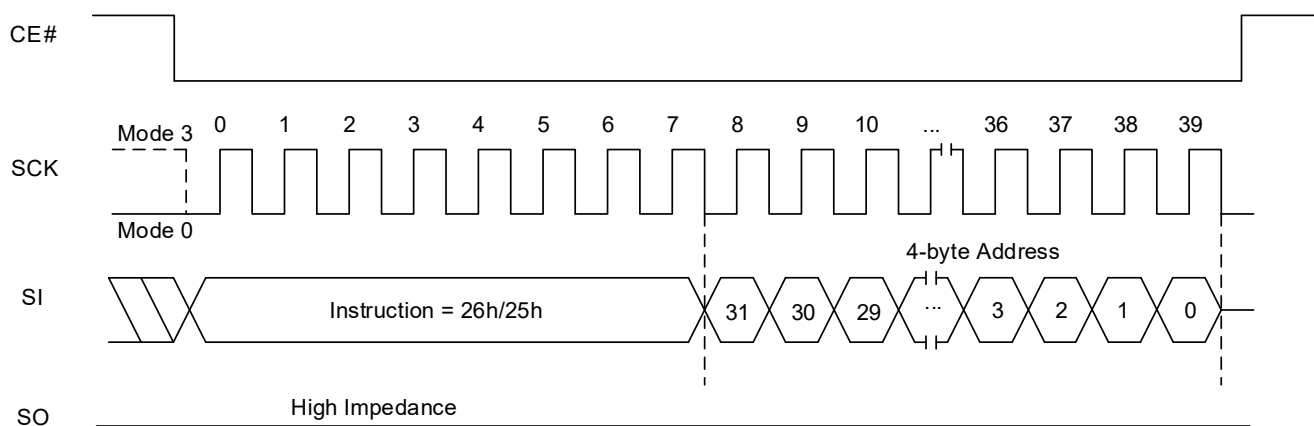 CE#
Mode 3 0 1 2 3 4 5 6 7 8 9 10 ... 36 37 38 39
SCK
Mode 0
4-byte Address
SI Instruction = 26h/25h 31 30 29 ... 3 2 1 0
High Impedance
SO